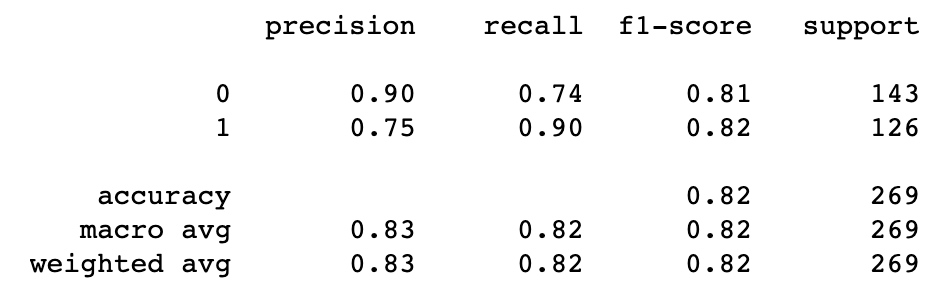 precision recall f1-score support
0 0.90 0.74 0.81 143
1 0.75 0.90 0.82 126
accuracy 0.82 269
macro avg 0.83 0.82 0.82 269
weighted avg 0.83 0.82 0.82 269